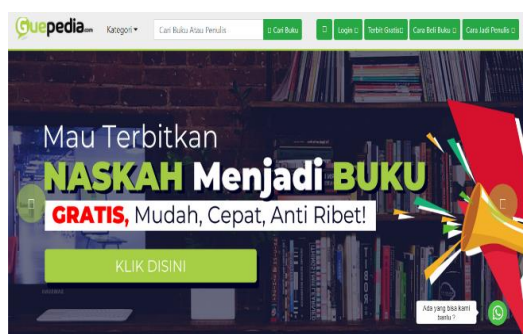 Guepedia.com
Kategori
Cari Buku Atau Penulis
Cari Buku
Login
Terbit Gratis
Cara Beli Buku
Cara Jadi Penulis
Mau Terbitkan
NASKAH Menjadi BUKU
GRATIS, Mudah, Cepat, Anti Ribet!
KLIK DISINI
Ada yang bisa kami
bantu ?